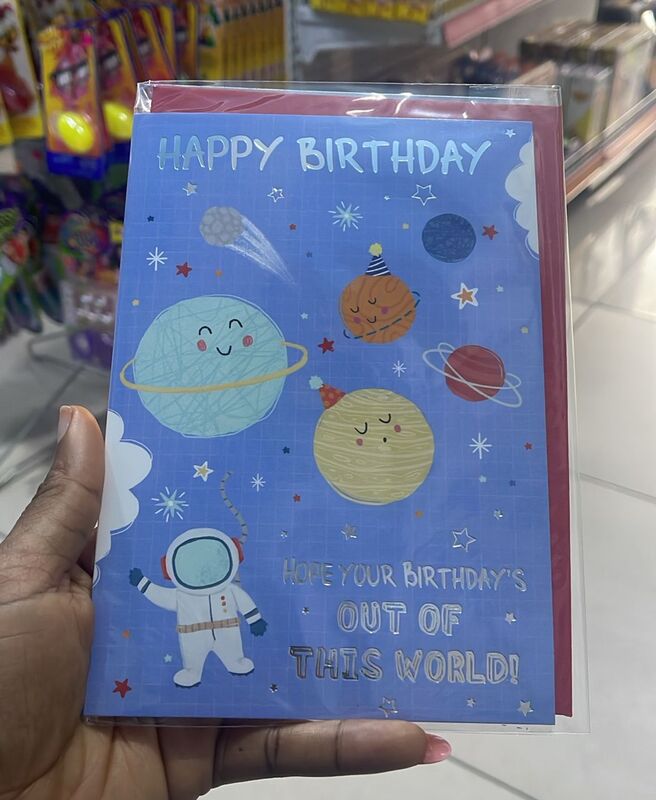 HAPPY BIRTHDAY
HOPE YOUR BIRTHDAY'S
OUT OF
THIS WORLD!